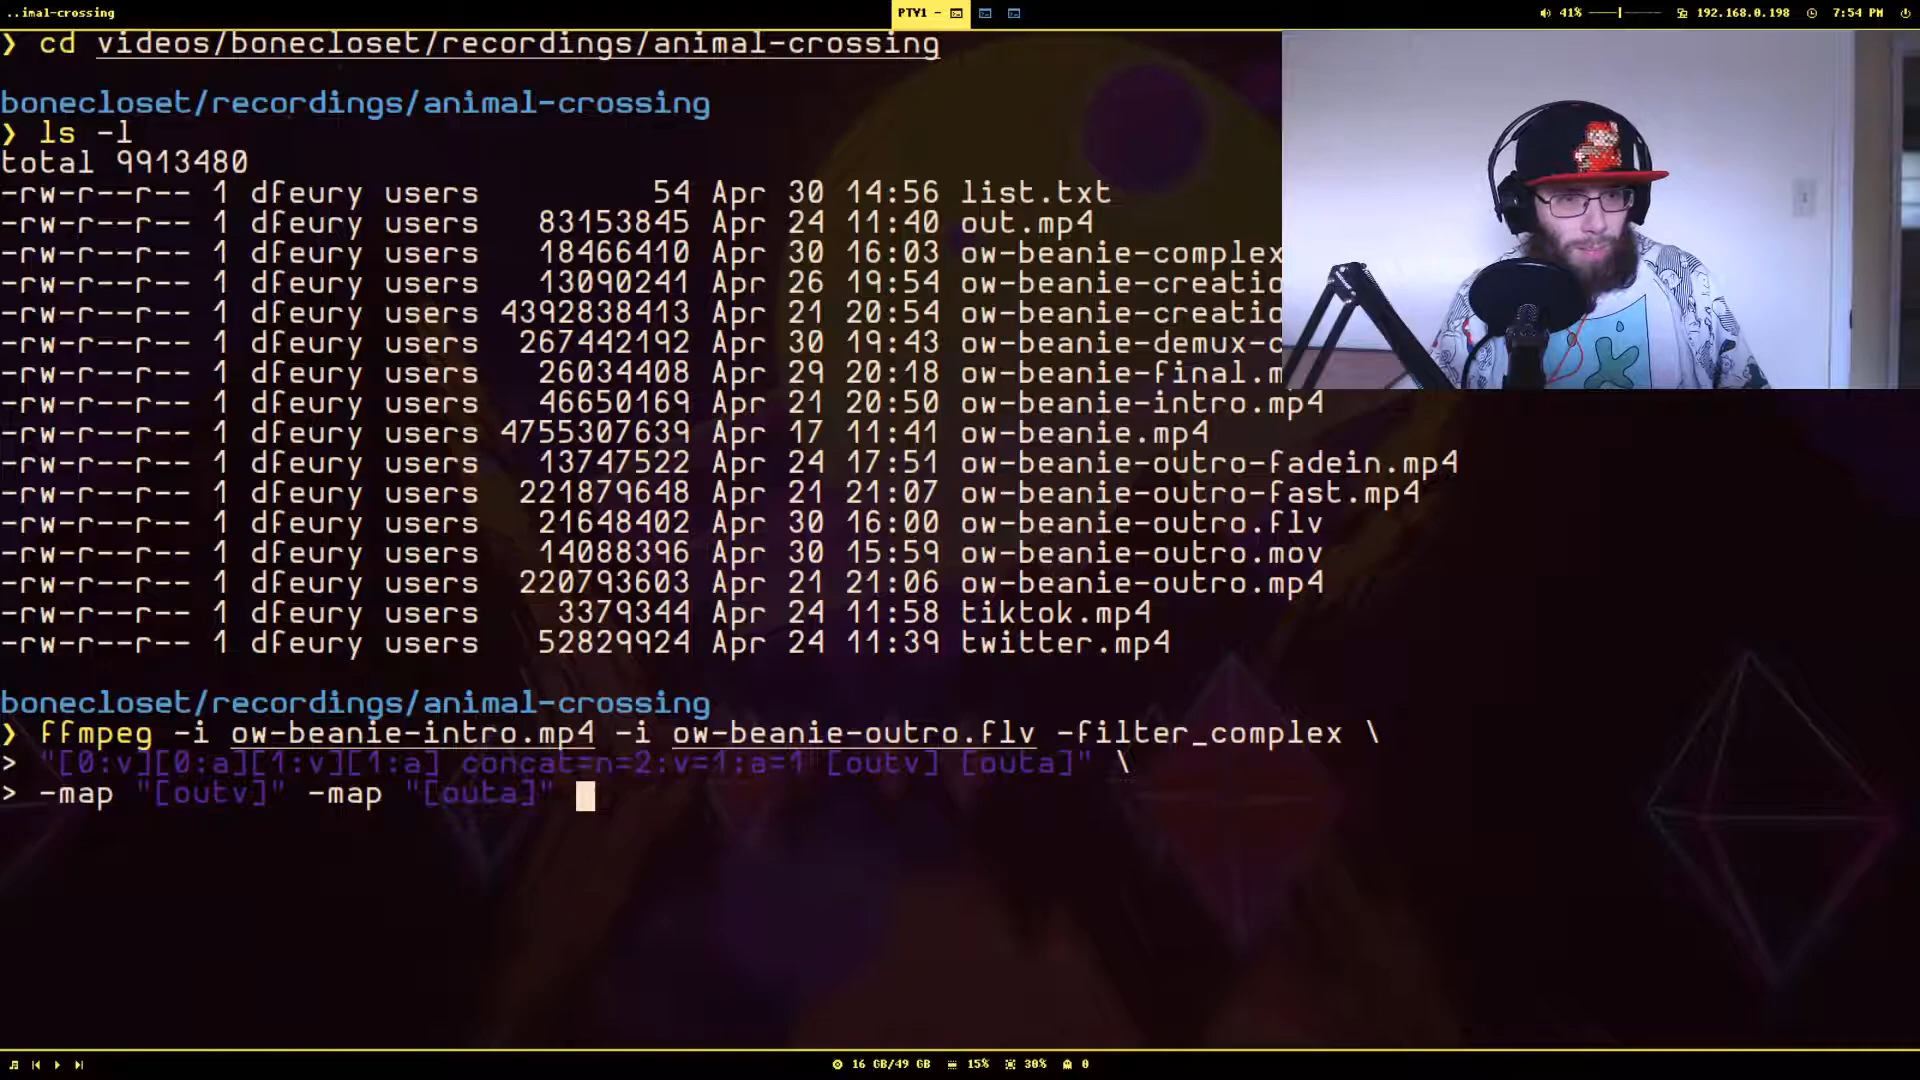 ..imal-crossing
PTY1 -
41%
192.168.0.198
7:54 PM
❯ cd videos/bonecloset/recordings/animal-crossing
bonecloset/recordings/animal-crossing
❯ ls -l
total 9913480
-rw-r--r-- 1 dfeury users 54 Apr 30 14:56 list.txt
-rw-r--r-- 1 dfeury users 83153845 Apr 24 11:40 out.mp4
-rw-r--r-- 1 dfeury users 18466410 Apr 30 16:03 ow-beanie-complex
-rw-r--r-- 1 dfeury users 13090241 Apr 26 19:54 ow-beanie-creatio
-rw-r--r-- 1 dfeury users 4392838413 Apr 21 20:54 ow-beanie-creatio
-rw-r--r-- 1 dfeury users 267442192 Apr 30 19:43 ow-beanie-demux-c
-rw-r--r-- 1 dfeury users 26034408 Apr 29 20:18 ow-beanie-final.m
-rw-r--r-- 1 dfeury users 46650169 Apr 21 20:50 ow-beanie-intro.mp4
-rw-r--r-- 1 dfeury users 4755307639 Apr 17 11:41 ow-beanie.mp4
-rw-r--r-- 1 dfeury users 13747522 Apr 24 17:51 ow-beanie-outro-fadein.mp4
-rw-r--r-- 1 dfeury users 221879648 Apr 21 21:07 ow-beanie-outro-fast.mp4
-rw-r--r-- 1 dfeury users 21648402 Apr 30 16:00 ow-beanie-outro.flv
-rw-r--r-- 1 dfeury users 14088396 Apr 30 15:59 ow-beanie-outro.mov
-rw-r--r-- 1 dfeury users 220793603 Apr 21 21:06 ow-beanie-outro.mp4
-rw-r--r-- 1 dfeury users 3379344 Apr 24 11:58 tiktok.mp4
-rw-r--r-- 1 dfeury users 52829924 Apr 24 11:39 twitter.mp4
bonecloset/recordings/animal-crossing
❯ ffmpeg -i ow-beanie-intro.mp4 -i ow-beanie-outro.flv -filter_complex \
> "[0:v][0:a][1:v][1:a] concat=n=2:v=1:a=1 [outv] [outa]" \
> -map "[outv]" -map "[outa]"
16 GB/49 GB
15%
30%
0